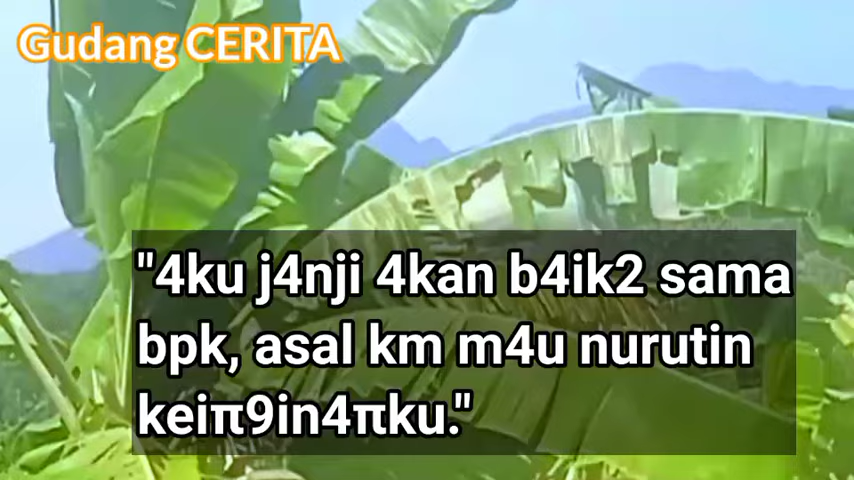 Gudang CERITA
"4ku j4nji 4kan b4ik2 sama
bpk, asal km m4u nurutin
keiπ9in4πku."